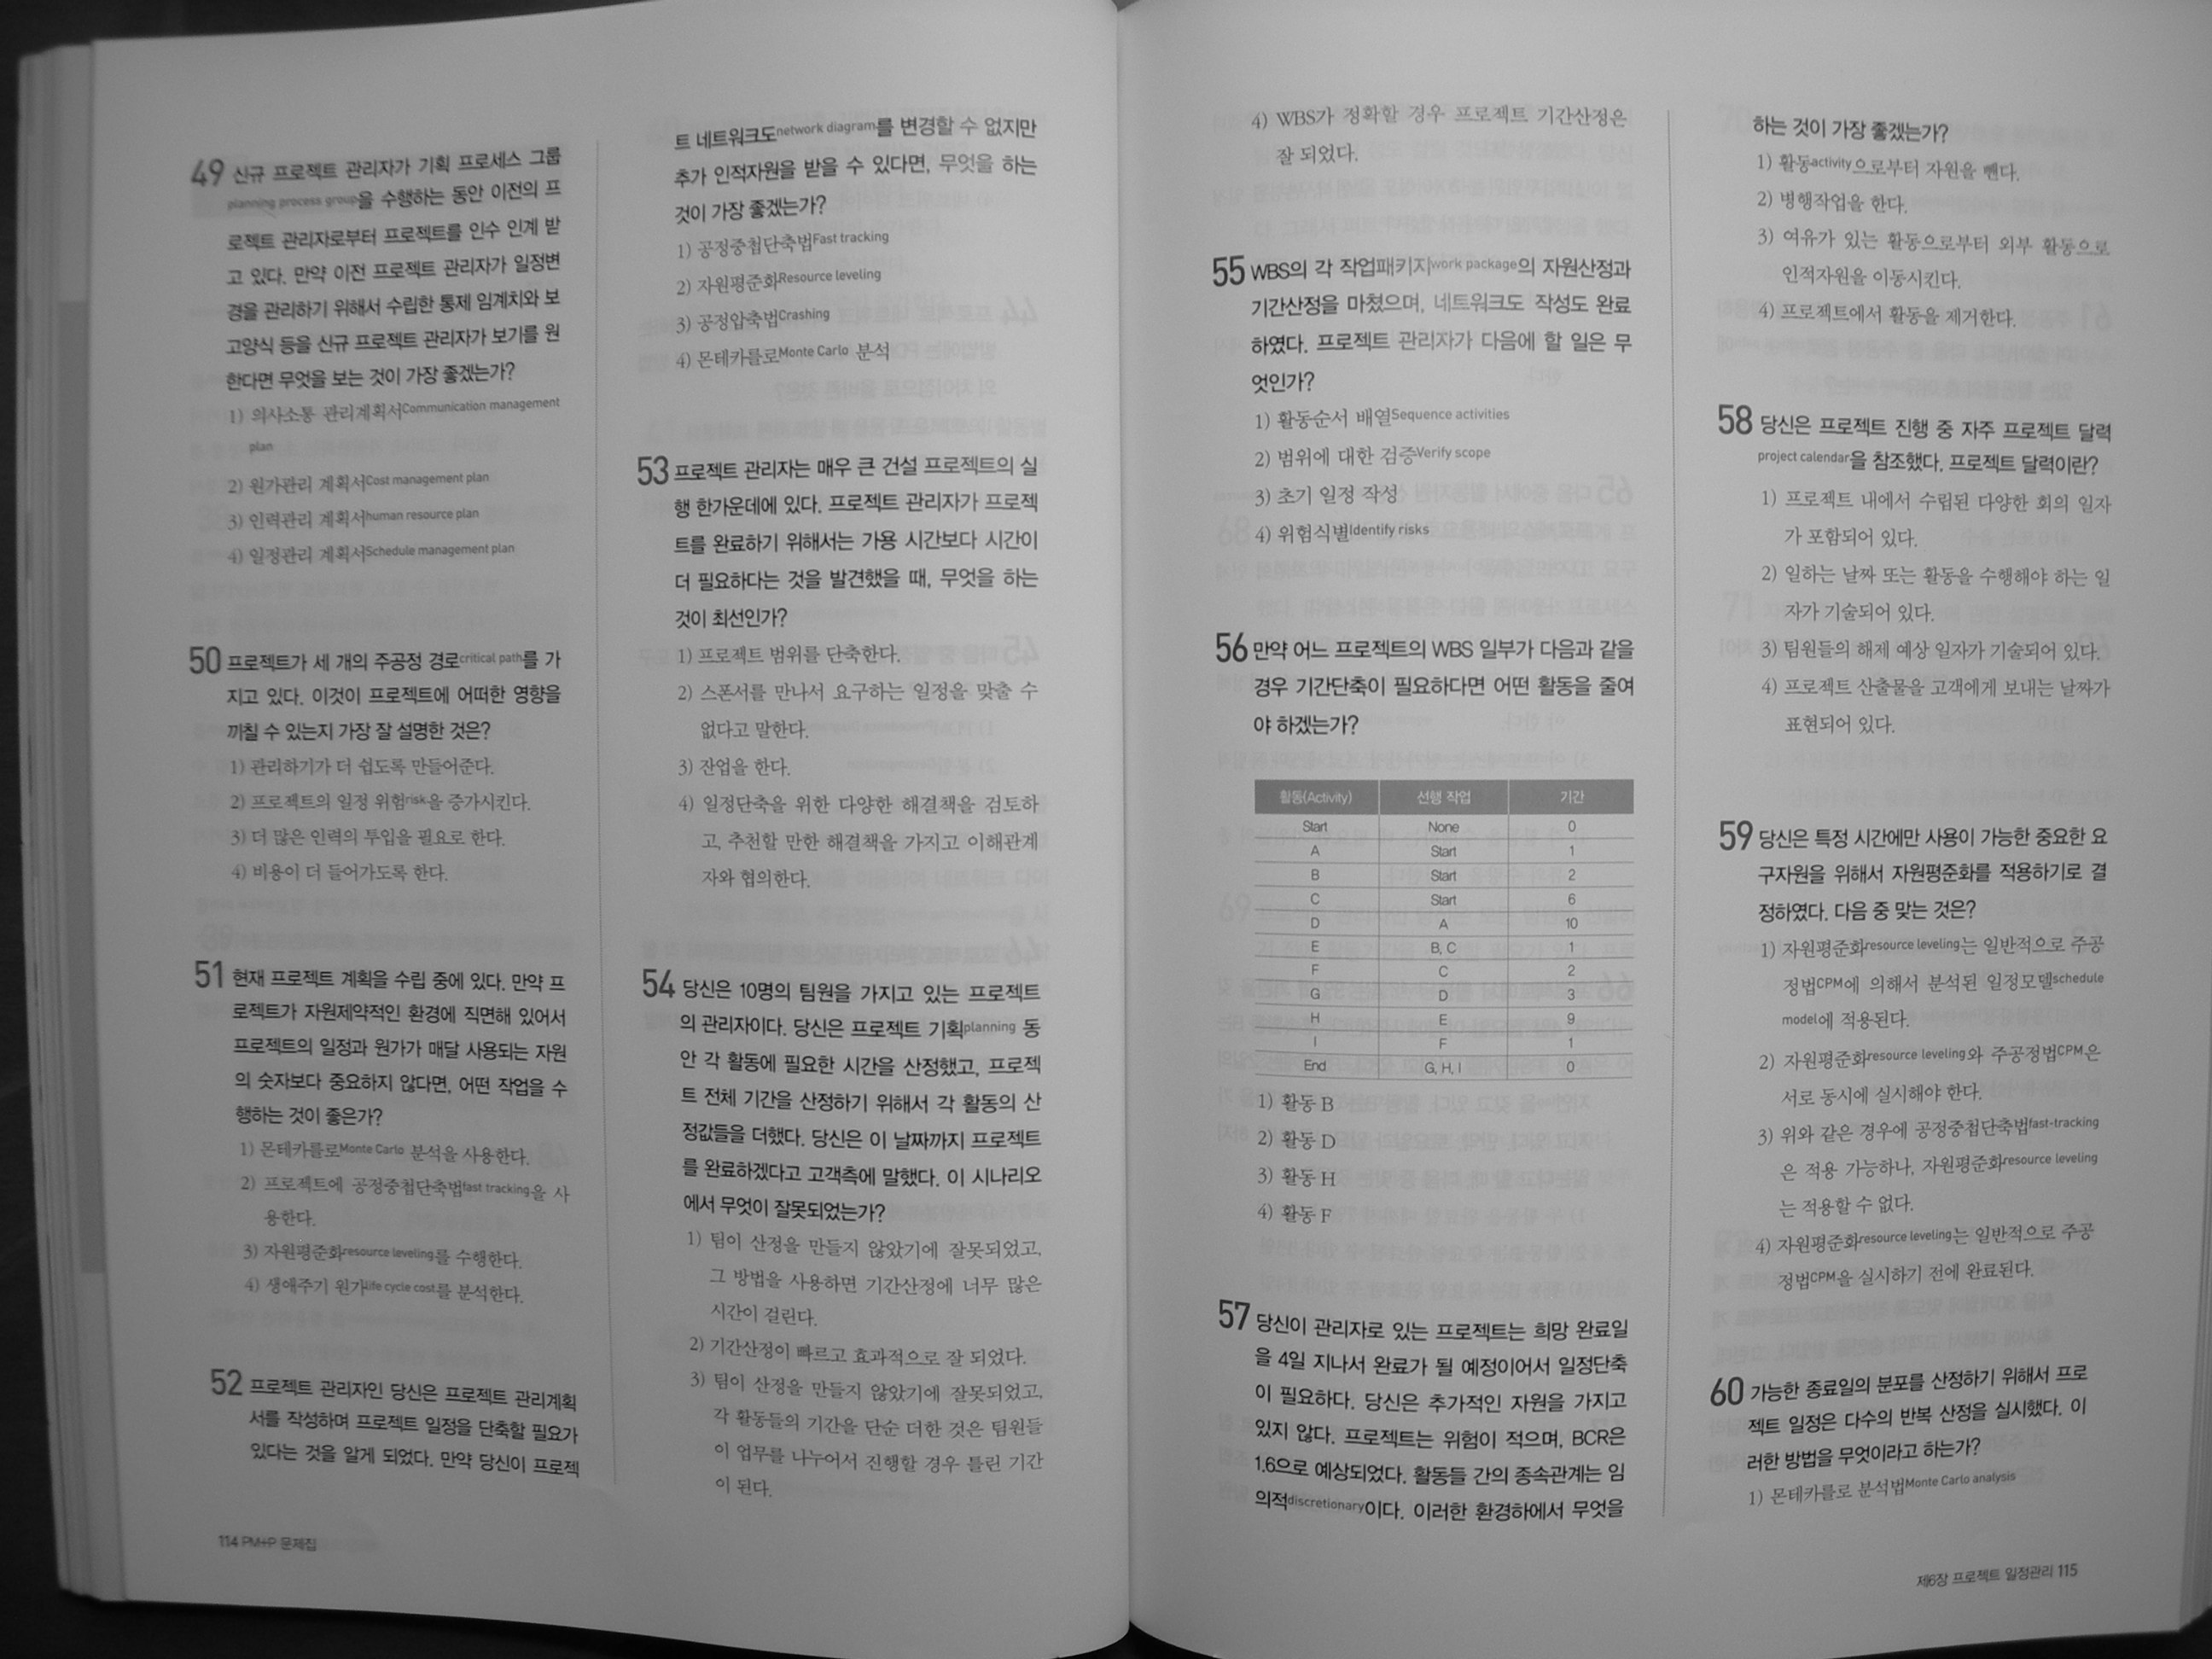 49 신규 프로젝트 관리자가 기획 프로세스 그룹
planning process group을 수행하는 동안 이전의 프
로젝트 관리자로부터 프로젝트를 인수 인계 받
고 있다. 만약 이전 프로젝트 관리자가 일정변
경을 관리하기 위해서 수립한 통제 임계치와 보
고양식 등을 신규 프로젝트 관리자가 보기를 원
한다면 무엇을 보는 것이 가장 좋겠는가?
1) 의사소통 관리계획서Communication management
plan
2) 원가관리 계획서Cost management plan
3) 인력관리 계획서human resource plan
4) 일정관리 계획서Schedule management plan
50 프로젝트가 세 개의 주공정 경로critical path를 가
지고 있다. 이것이 프로젝트에 어떠한 영향을
끼칠 수 있는지 가장 잘 설명한 것은?
1) 관리하기가 더 쉽도록 만들어준다.
2) 프로젝트의 일정 위험risk을 증가시킨다.
3) 더 많은 인력의 투입을 필요로 한다.
4) 비용이 더 들어가도록 한다.
51 현재 프로젝트 계획을 수립 중에 있다. 만약 프
로젝트가 자원제약적인 환경에 직면해 있어서
프로젝트의 일정과 원가가 매달 사용되는 자원
의 숫자보다 중요하지 않다면, 어떤 작업을 수
행하는 것이 좋은가?
1) 몬테카를로Monte Carlo 분석을 사용한다.
2) 프로젝트에 공정중첩단축법fast tracking을 사
용한다.
3) 자원평준화resource leveling를 수행한다.
4) 생애주기 원가life cycle cost를 분석한다.
52 프로젝트 관리자인 당신은 프로젝트 관리계획
서를 작성하며 프로젝트 일정을 단축할 필요가
있다는 것을 알게 되었다. 만약 당신이 프로젝
114 PM+P 문제집
트 네트워크도network diagram를 변경할 수 없지만
추가 인적자원을 받을 수 있다면, 무엇을 하는
것이 가장 좋겠는가?
1) 공정중첩단축법Fast tracking
2) 자원평준화Resource leveling
3) 공정압축법Crashing
4) 몬테카를로Monte Carlo 분석
53 프로젝트 관리자는 매우 큰 건설 프로젝트의 실
행 한가운데에 있다. 프로젝트 관리자가 프로젝
트를 완료하기 위해서는 가용 시간보다 시간이
더 필요하다는 것을 발견했을 때, 무엇을 하는
것이 최선인가?
1) 프로젝트 범위를 단축한다.
2) 스폰서를 만나서 요구하는 일정을 맞출 수
없다고 말한다.
3) 잔업을 한다.
4) 일정단축을 위한 다양한 해결책을 검토하
고, 추천할 만한 해결책을 가지고 이해관계
자와 협의한다.
54 당신은 10명의 팀원을 가지고 있는 프로젝트
의 관리자이다. 당신은 프로젝트 기획planning 동
안 각 활동에 필요한 시간을 산정했고, 프로젝
트 전체 기간을 산정하기 위해서 각 활동의 산
정값들을 더했다. 당신은 이 날짜까지 프로젝트
를 완료하겠다고 고객측에 말했다. 이 시나리오
에서 무엇이 잘못되었는가?
1) 팀이 산정을 만들지 않았기에 잘못되었고,
그 방법을 사용하면 기간산정에 너무 많은
시간이 걸린다.
2) 기간산정이 빠르고 효과적으로 잘 되었다.
3) 팀이 산정을 만들지 않았기에 잘못되었고,
각 활동들의 기간을 단순 더한 것은 팀원들
이 업무를 나누어서 진행할 경우 틀린 기간
이 된다.
4) WBS가 정확할 경우 프로젝트 기간산정은
잘 되었다.
55 WBS의 각 작업패키지work package의 자원산정과
기간산정을 마쳤으며, 네트워크도 작성도 완료
하였다. 프로젝트 관리자가 다음에 할 일은 무
엇인가?
1) 활동순서 배열Sequence activities
2) 범위에 대한 검증Verify scope
3) 초기 일정 작성
4) 위험식별Identify risks
56 만약 어느 프로젝트의 WBS 일부가 다음과 같을
경우 기간단축이 필요하다면 어떤 활동을 줄여
야 하겠는가?
활동(Activity) 선행 작업 기간
Start None 0
A Start 1
B Start 2
C Start 6
D A 10
E B, C 1
F C 2
G D 3
H E 9
I F 1
End G, H, I 0
1) 활동 B
2) 활동 D
3) 활동 H
4) 활동 F
57 당신이 관리자로 있는 프로젝트는 희망 완료일
을 4일 지나서 완료가 될 예정이어서 일정단축
이 필요하다. 당신은 추가적인 자원을 가지고
있지 않다. 프로젝트는 위험이 적으며, BCR은
1.6으로 예상되었다. 활동들 간의 종속관계는 임
의적discretionary이다. 이러한 환경하에서 무엇을
하는 것이 가장 좋겠는가?
1) 활동activity으로부터 자원을 뺀다.
2) 병행작업을 한다.
3) 여유가 있는 활동으로부터 외부 활동으로
인적자원을 이동시킨다.
4) 프로젝트에서 활동을 제거한다.
58 당신은 프로젝트 진행 중 자주 프로젝트 달력
project calendar을 참조했다. 프로젝트 달력이란?
1) 프로젝트 내에서 수립된 다양한 회의 일자
가 포함되어 있다.
2) 일하는 날짜 또는 활동을 수행해야 하는 일
자가 기술되어 있다.
3) 팀원들의 해제 예상 일자가 기술되어 있다.
4) 프로젝트 산출물을 고객에게 보내는 날짜가
표현되어 있다.
59 당신은 특정 시간에만 사용이 가능한 중요한 요
구자원을 위해서 자원평준화를 적용하기로 결
정하였다. 다음 중 맞는 것은?
1) 자원평준화resource leveling는 일반적으로 주공
정법CPM에 의해서 분석된 일정모델schedule
model에 적용된다.
2) 자원평준화resource leveling와 주공정법CPM은
서로 동시에 실시해야 한다.
3) 위와 같은 경우에 공정중첩단축법fast-tracking
은 적용 가능하나, 자원평준화resource leveling
는 적용할 수 없다.
4) 자원평준화resource leveling는 일반적으로 주공
정법CPM을 실시하기 전에 완료된다.
60 가능한 종료일의 분포를 산정하기 위해서 프로
젝트 일정은 다수의 반복 산정을 실시했다. 이
러한 방법을 무엇이라고 하는가?
1) 몬테카를로 분석법Monte Carlo analysis
제6장 프로젝트 일정관리 115